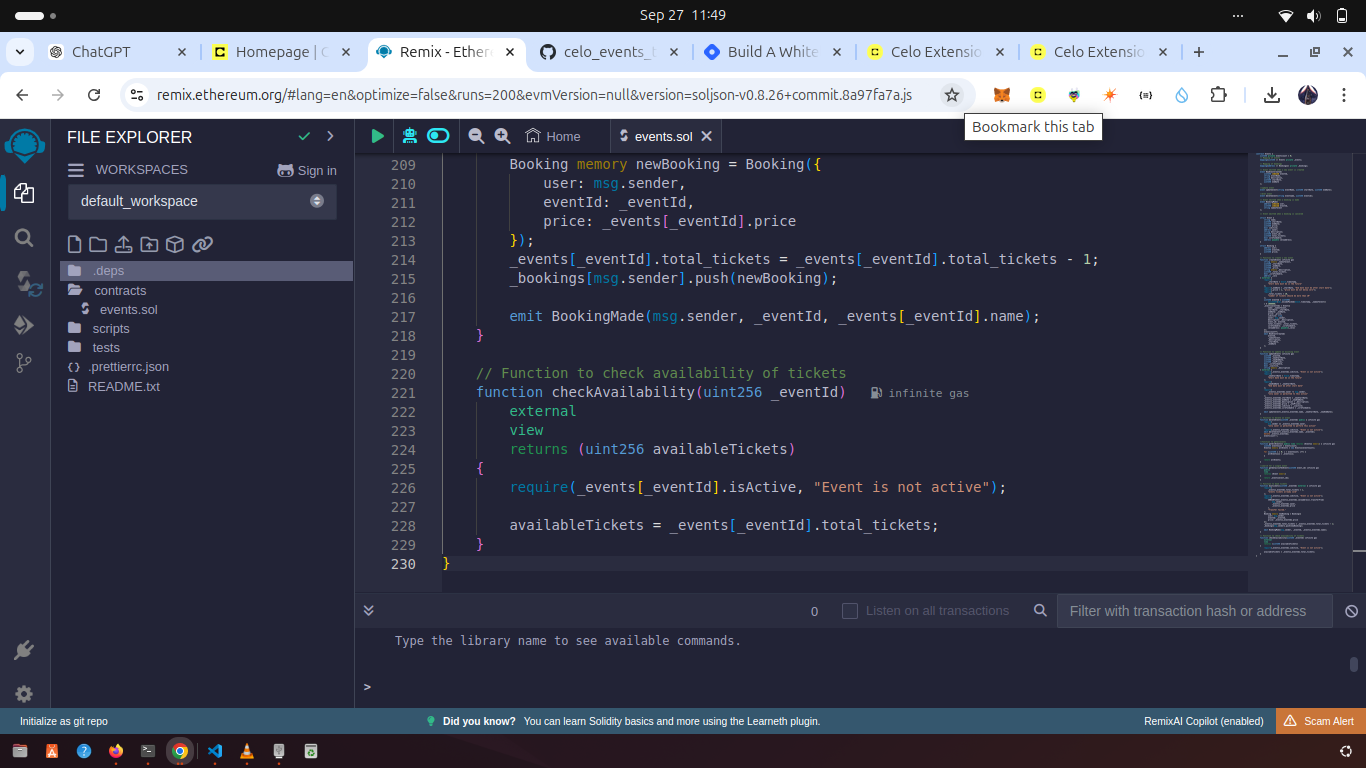 Sep 27 11:49
ChatGPT
Homepage | C
Remix - Ether
celo_events_b
Build A White
Celo Extensio
Celo Extensio
remix.ethereum.org/#lang=en&optimize=false&runs=200&evmVersion=null&version=soljson-v0.8.26+commit.8a97fa7a.js
Bookmark this tab
FILE EXPLORER
WORKSPACES
Sign in
default_workspace
.deps
contracts
events.sol
scripts
tests
.prettierrc.json
README.txt
Home
events.sol
209 Booking memory newBooking = Booking({
210 user: msg.sender,
211 eventId: _eventId,
212 price: _events[_eventId].price
213 });
214 _events[_eventId].total_tickets = _events[_eventId].total_tickets - 1;
215 _bookings[msg.sender].push(newBooking);
216
217 emit BookingMade(msg.sender, _eventId, _events[_eventId].name);
218 }
219
220 // Function to check availability of tickets
221 function checkAvailability(uint256 _eventId) infinite gas
222 external
223 view
224 returns (uint256 availableTickets)
225 {
226 require(_events[_eventId].isActive, "Event is not active");
227
228 availableTickets = _events[_eventId].total_tickets;
229 }
230 }
0
Listen on all transactions
Filter with transaction hash or address
Type the library name to see available commands.
>
Initialize as git repo
Did you know? You can learn Solidity basics and more using the Learneth plugin.
RemixAI Copilot (enabled)
Scam Alert